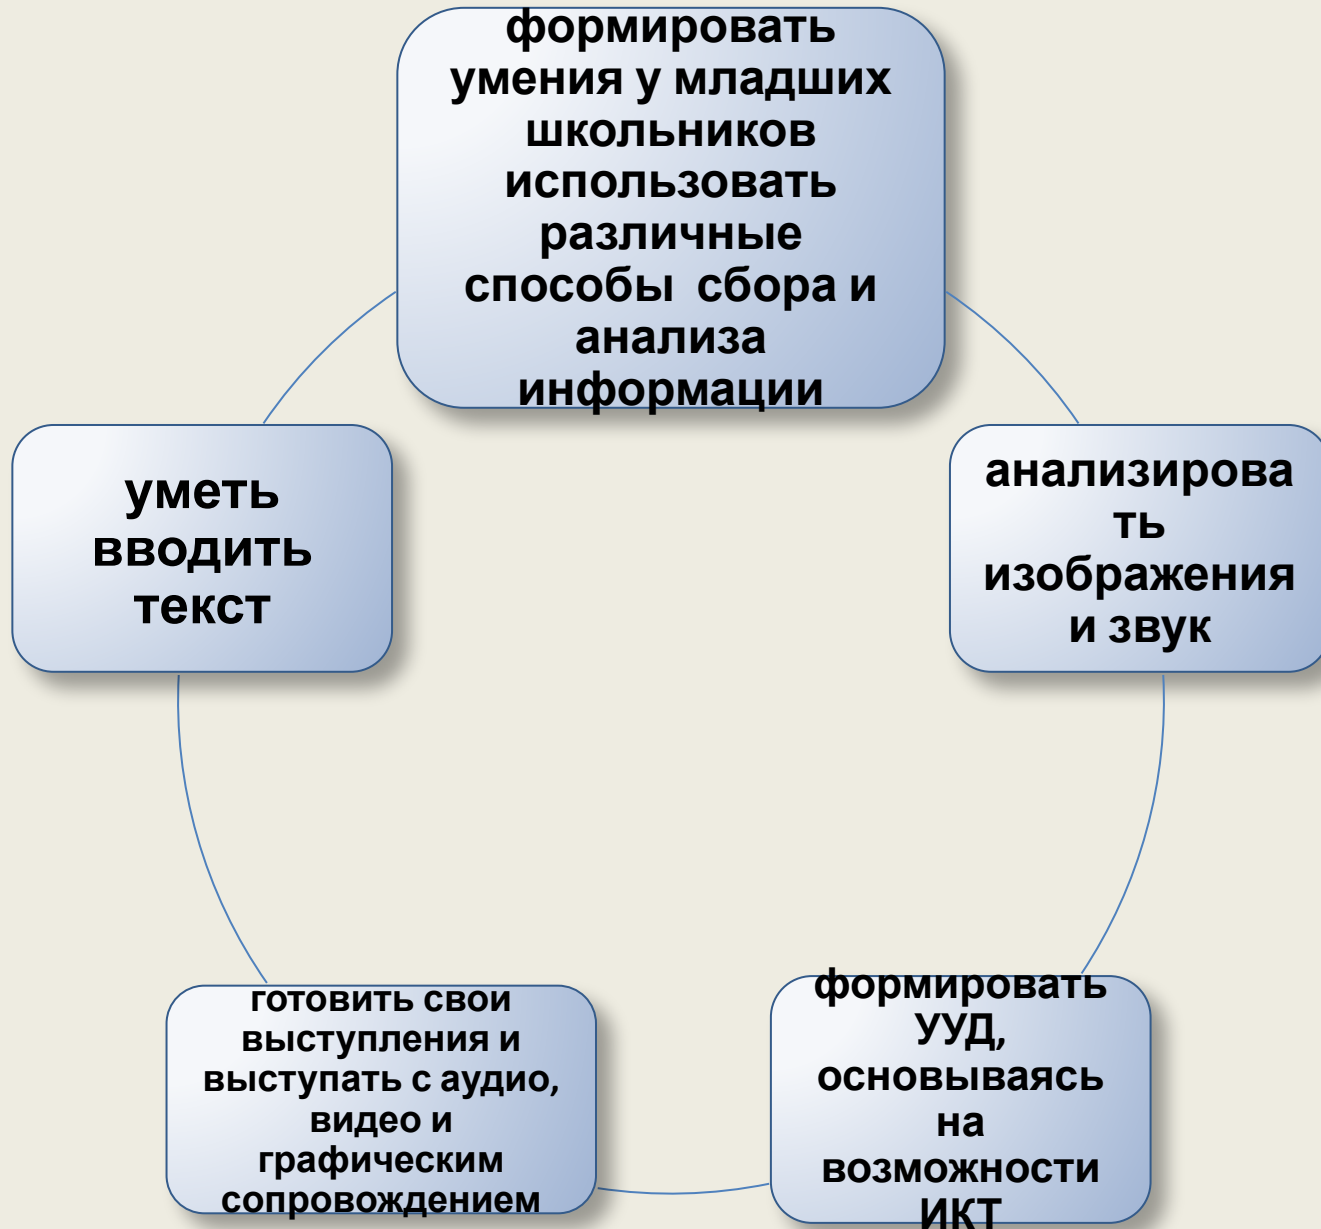 формировать
умения у младших
школьников
использовать
различные
способы сбора и
анализа
информации
анализирова
ть
изображения
и звук
формировать
УУД,
основываясь
на
возможности
ИКТ
готовить свои
выступления и
выступать с аудио,
видео и
графическим
сопровождением
уметь
вводить
текст